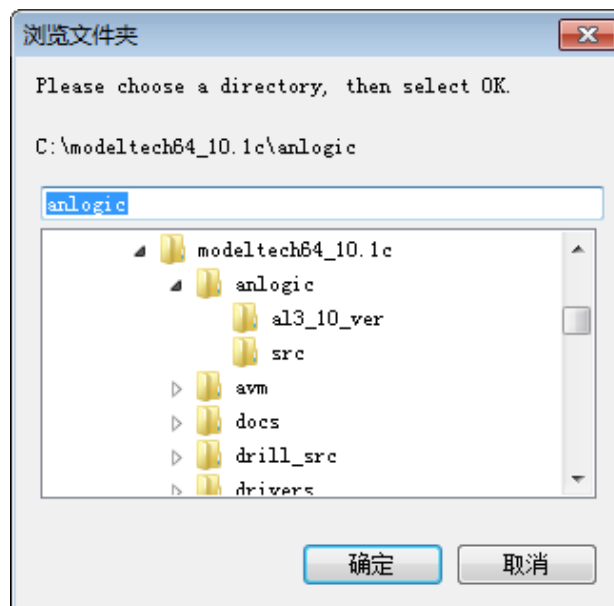 浏览文件夹
Please choose a directory, then select OK.
C:\modeltech64_10.1c\anlogic
anlogic
modeltech64_10.1c
anlogic
al3_10_ver
src
avm
docs
drill_src
drivers
确定
取消